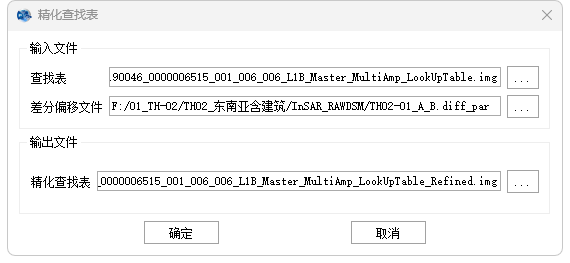 精化查找表
输入文件
查找表 .90046_0000006515_001_006_006_L1B_Master_MultiAmp_LookUpTable.img ...
差分偏移文件 F:/01_TH-02/TH02_东南亚含建筑/InSAR_RAWDSM/TH02-01_A_B.diff_par ...
输出文件
精化查找表 _0000006515_001_006_006_L1B_Master_MultiAmp_LookUpTable_Refined.img ...
确定 取消